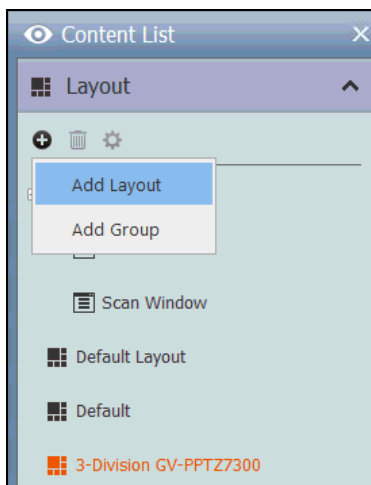 Content List
Layout
Add Layout
Add Group
Scan Window
Default Layout
Default
3-Division GV-PPTZ7300